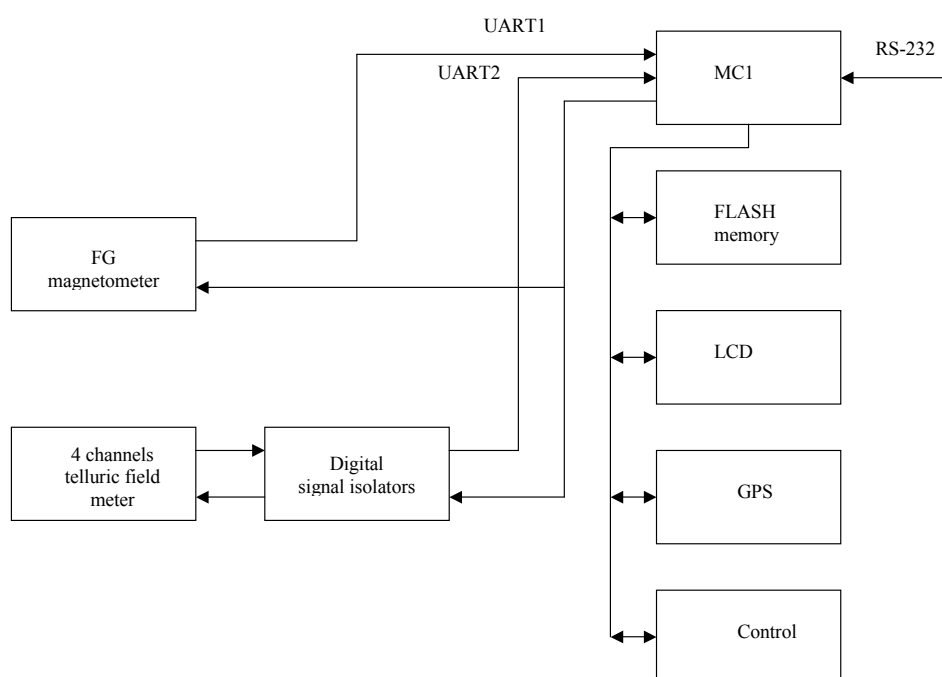 UART1
RS-232
UART2
MC1
FLASH
memory
FG
magnetometer
LCD
4 channels
telluric field
meter
Digital
signal isolators
GPS
Control